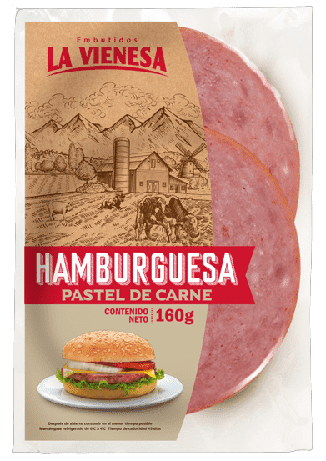 Embutidos
LA VIENESA
HAMBURGUESA
PASTEL DE CARNE
CONTENIDO
NETO
160g